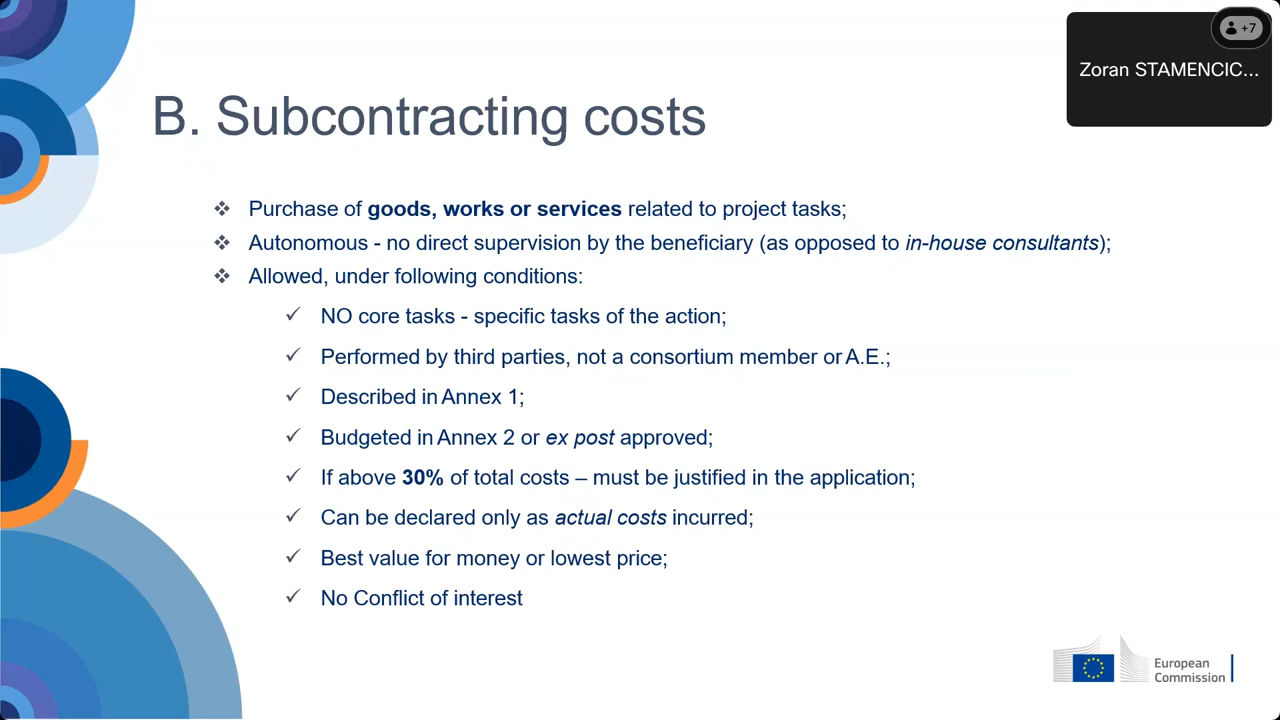 +7
Zoran STAMENCIC...
B. Subcontracting costs
❖ Purchase of goods, works or services related to project tasks;
❖ Autonomous - no direct supervision by the beneficiary (as opposed to in-house consultants);
❖ Allowed, under following conditions:
✓ NO core tasks - specific tasks of the action;
✓ Performed by third parties, not a consortium member or A.E.;
✓ Described in Annex 1;
✓ Budgeted in Annex 2 or ex post approved;
✓ If above 30% of total costs – must be justified in the application;
✓ Can be declared only as actual costs incurred;
✓ Best value for money or lowest price;
✓ No Conflict of interest
European
Commission